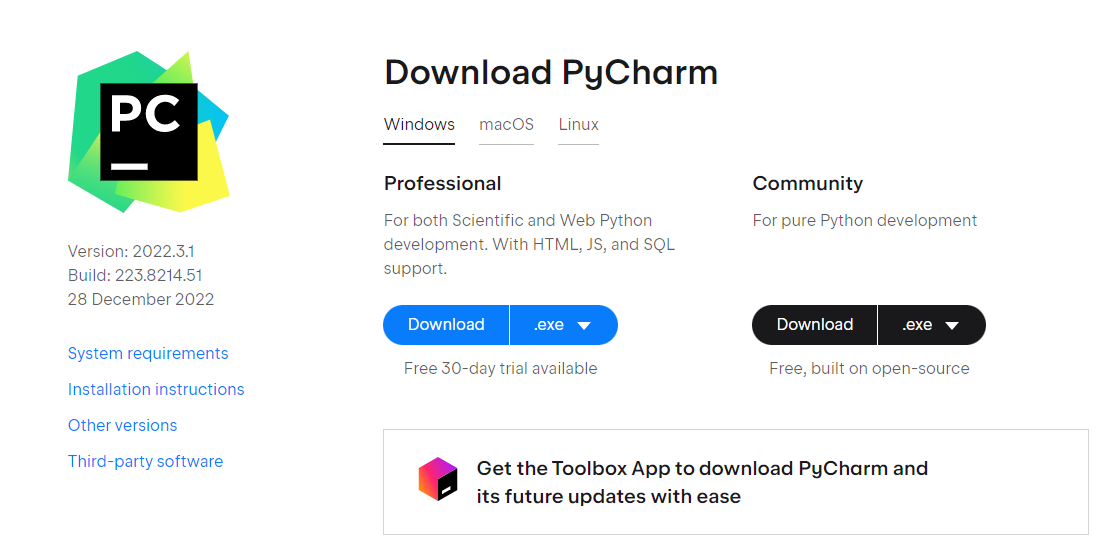 PC
Version: 2022.3.1
Build: 223.8214.51
28 December 2022
System requirements
Installation instructions
Other versions
Third-party software
Download PyCharm
Windows
macOS
Linux
Professional
For both Scientific and Web Python
development. With HTML, JS, and SQL
support.
Download
.exe
Free 30-day trial available
Community
For pure Python development
Download
.exe
Free, built on open-source
Get the Toolbox App to download PyCharm and
its future updates with ease